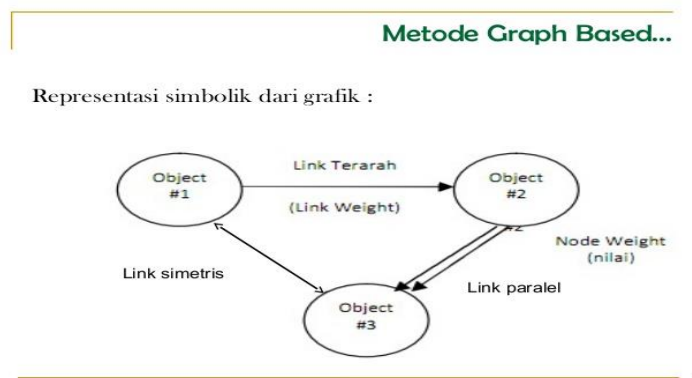 Metode Graph Based...
Representasi simbolik dari grafik :
Object
#1
Link Terarah
(Link Weight)
Object
#2
Node Weight
(nilai)
Link simetris
Link paralel
Object
#3